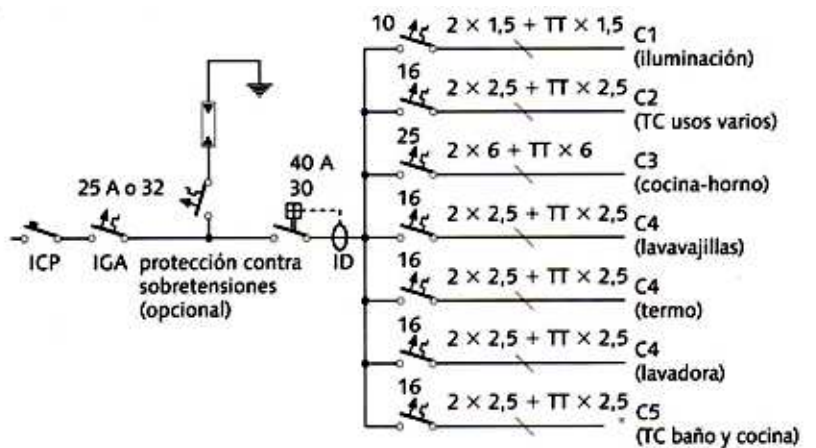 10 2 × 1,5 + TT × 1,5 C1
(iluminación)
16 2 × 2,5 + TT × 2,5 C2
(TC usos varios)
25 2 × 6 + TT × 6 C3
(cocina-horno)
16 2 × 2,5 + TT × 2,5 C4
(lavavajillas)
16 2 × 2,5 + TT × 2,5 C4
(termo)
16 2 × 2,5 + TT × 2,5 C4
(lavadora)
16 2 × 2,5 + TT × 2,5 C5
(TC baño y cocina)
25 A o 32
40 A
30
ICP IGA protección contra ID
sobretensiones
(opcional)